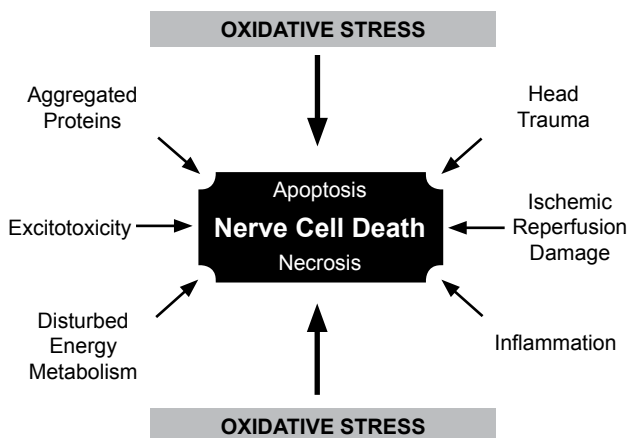 OXIDATIVE STRESS
Aggregated
Proteins
Head
Trauma
Apoptosis
Nerve Cell Death
Necrosis
Excitotoxicity
Ischemic
Reperfusion
Damage
Disturbed
Energy
Metabolism
Inflammation
OXIDATIVE STRESS